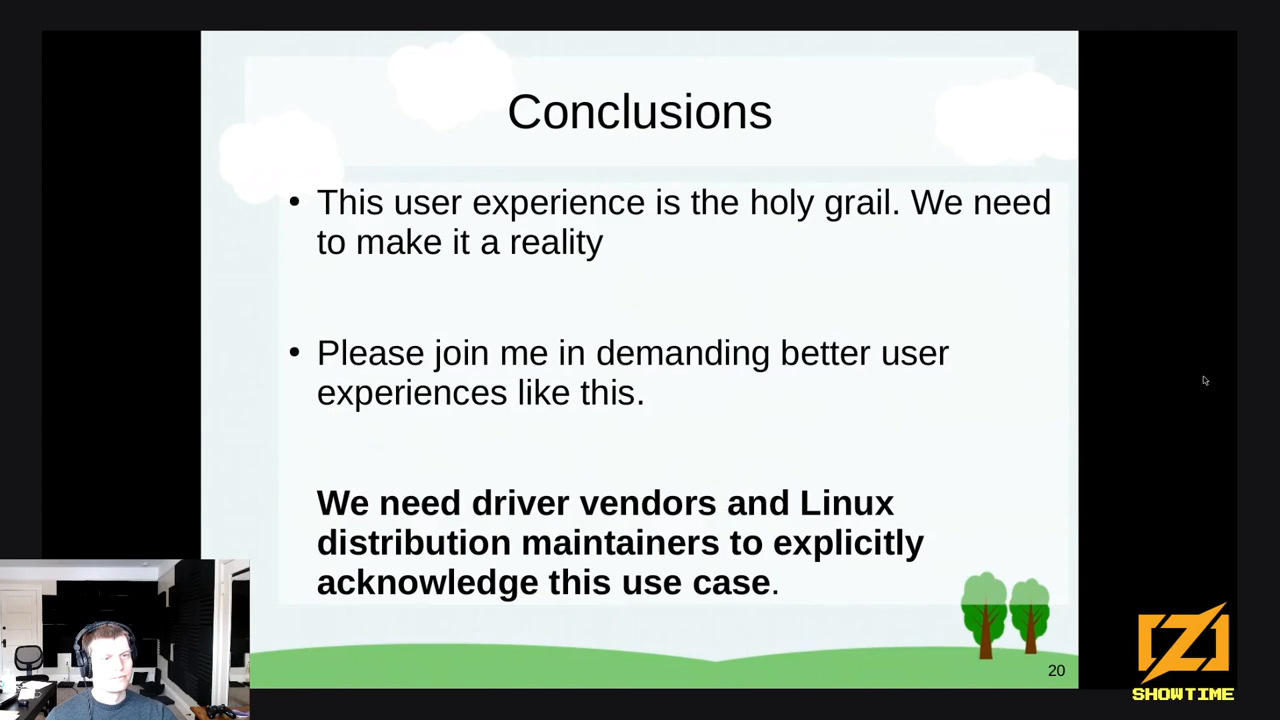 Conclusions
• This user experience is the holy grail. We need
to make it a reality
• Please join me in demanding better user
experiences like this.
We need driver vendors and Linux
distribution maintainers to explicitly
acknowledge this use case.
20
Z
SHOWTIME